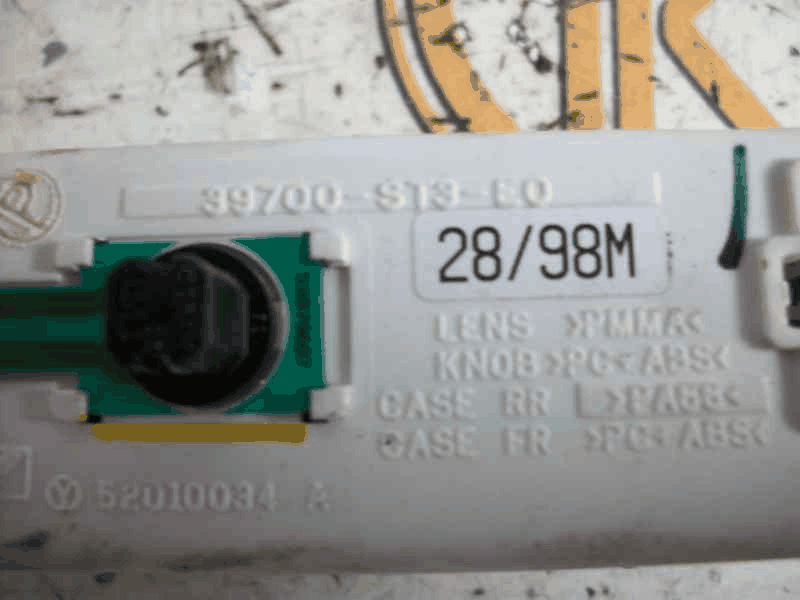 39700-ST3-E0
28/98M
LENS >PMMA<
KNOB >PC+ABS<
CASE RR >PA66<
CASE FR >PC+ABS<
52010034 A